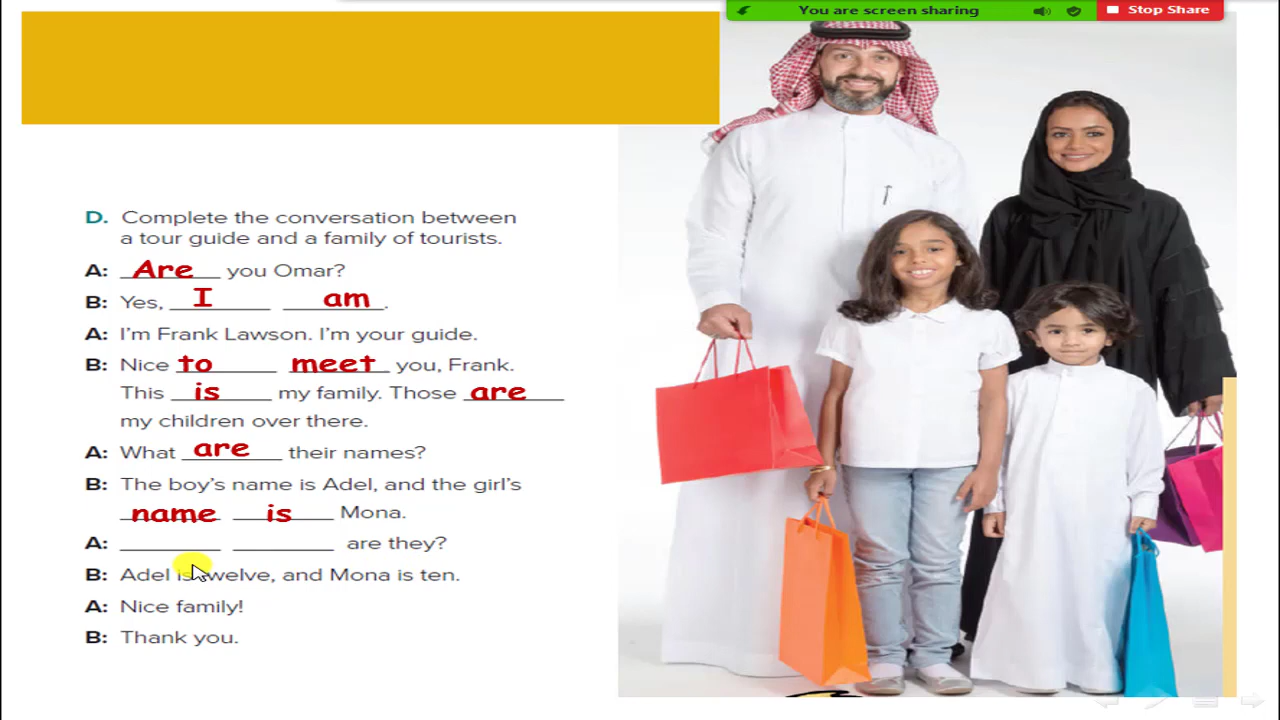 You are screen sharing
Stop Share
D. Complete the conversation between
a tour guide and a family of tourists.
A: Are you Omar?
B: Yes, I am.
A: I'm Frank Lawson. I'm your guide.
B: Nice to meet you, Frank.
This is my family. Those are
my children over there.
A: What are their names?
B: The boy's name is Adel, and the girl's
name is Mona.
A: ________ ________ are they?
B: Adel is twelve, and Mona is ten.
A: Nice family!
B: Thank you.